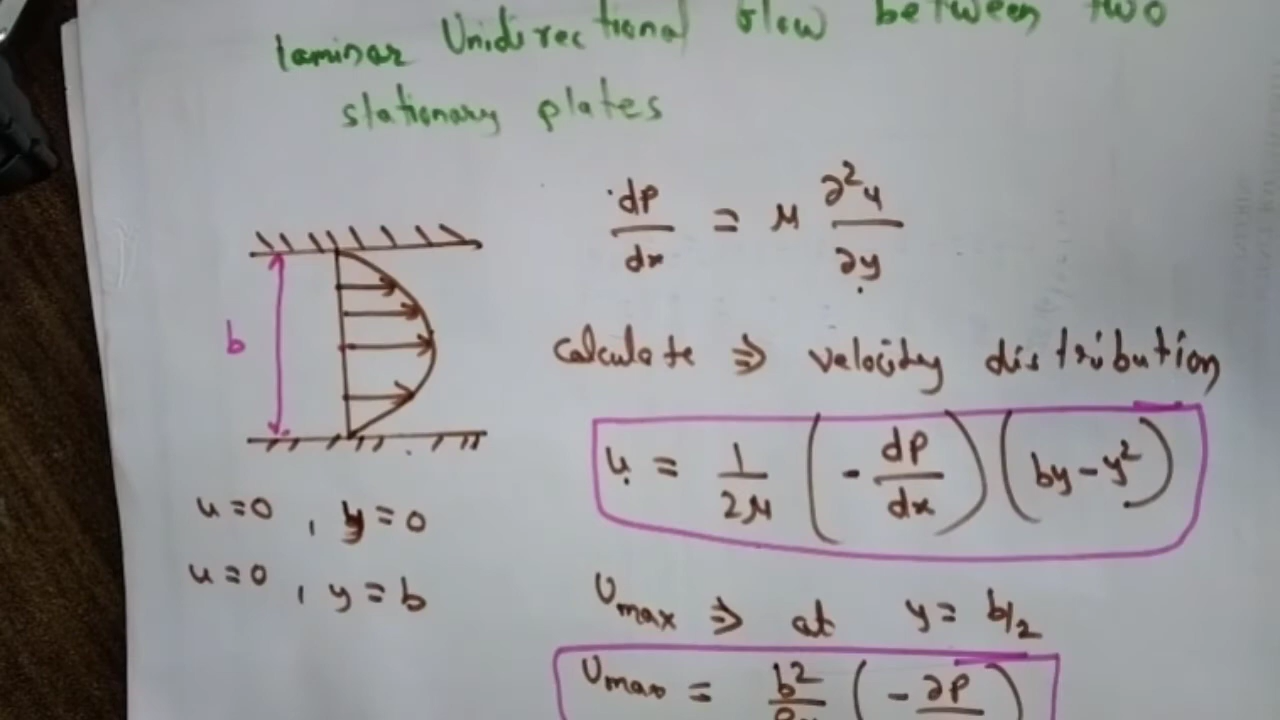 laminar Unidirectional flow between two
stationary plates
dp/dx = μ ∂²u/∂y
b
Calculate ⇒ velocity distribution
u = 1/2μ (-dp/dx) (by-y²)
u=0 , y=0
u=0 , y=b
Umax ⇒ at y= b/2
Umax = b²/8μ (-∂p